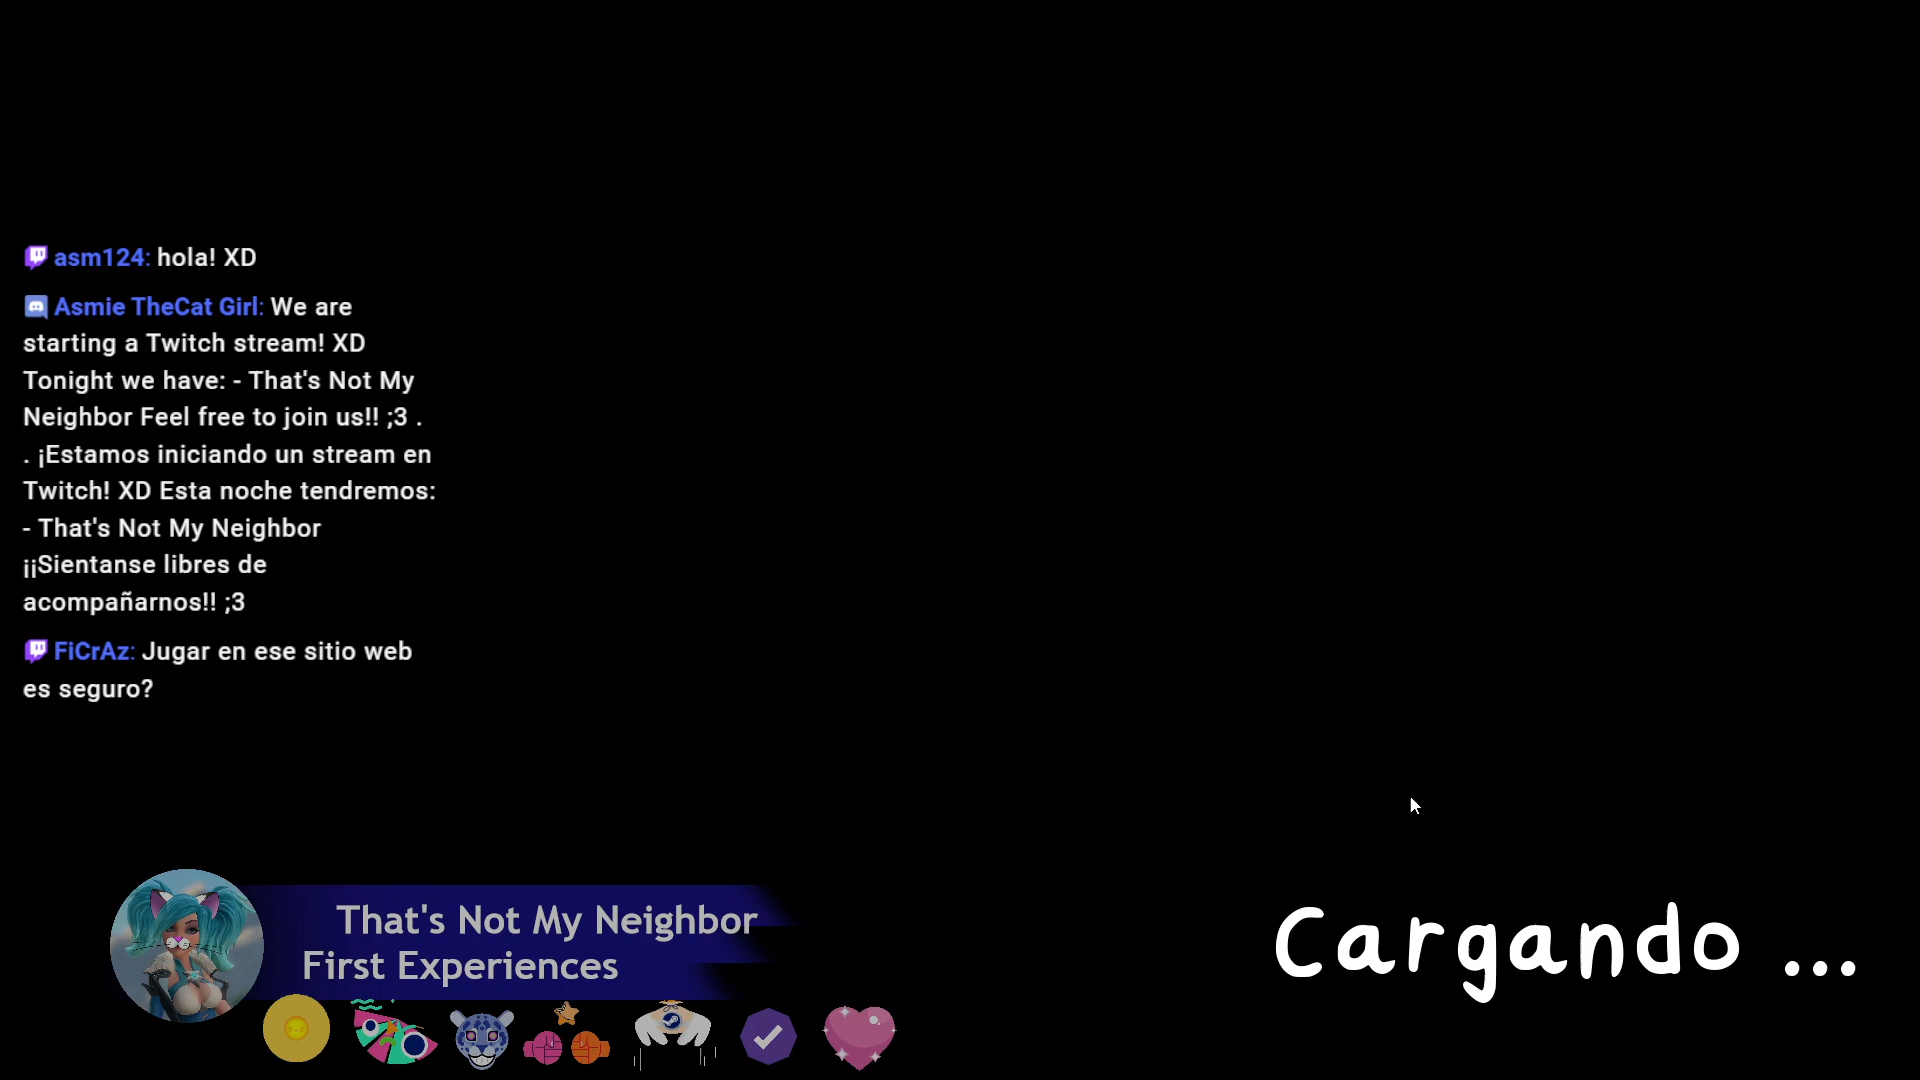 asm124: hola! XD
Asmie TheCat Girl: We are
starting a Twitch stream! XD
Tonight we have: - That's Not My
Neighbor Feel free to join us!! ;3 .
. ¡Estamos iniciando un stream en
Twitch! XD Esta noche tendremos:
- That's Not My Neighbor
¡¡Sientanse libres de
acompañarnos!! ;3
FiCrAz: Jugar en ese sitio web
es seguro?
That's Not My Neighbor
First Experiences
Cargando ...